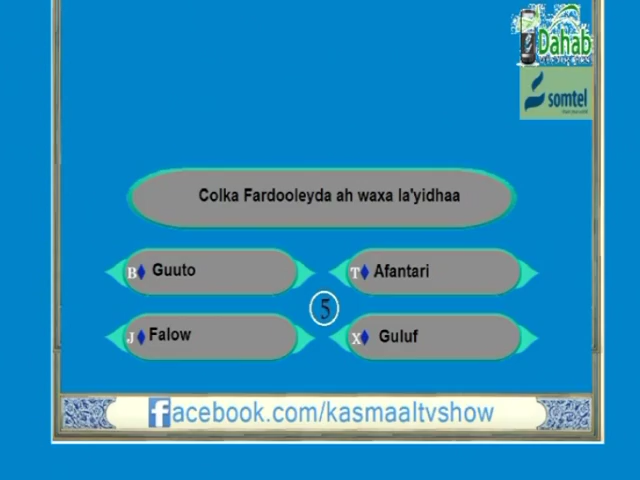 Dahab
somtel
Colka Fardooleyda ah waxa la'yidhaa
B Guuto
T Afantari
5
J Falow
X Guluf
facebook.com/kasmaaltvshow